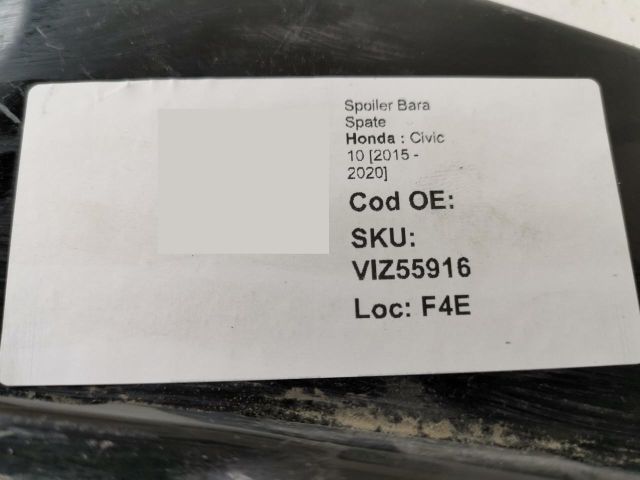 Spoiler Bara
Spate
Honda : Civic
10 [2015 -
2020]
Cod OE:
SKU:
VIZ55916
Loc: F4E